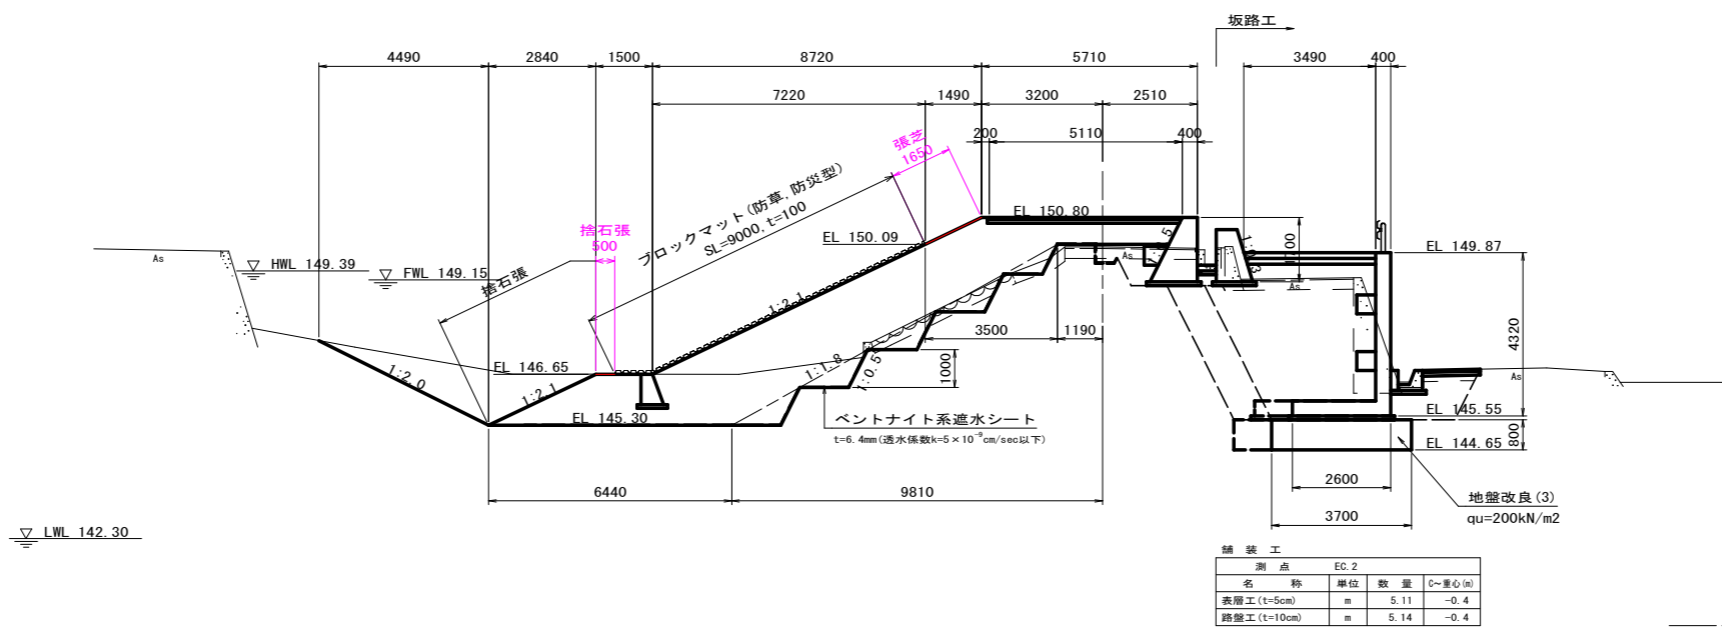 坂路工
4490 2840 1500 8720 5710 3490 400
7220 1490 3200 2510
200 5110 400
張芝
1650
ブロックマット(防草,防災型)
SL=9000,t=100
捨石張
500
捨石張
EL 150.80
EL 150.09
EL 149.87
As
HWL 149.39
FWL 149.15
As
As
1:2.1
3500 1190
4320
EL 146.65
1:2.0
1:2.1
1:1.8
1:0.5
1000
As
EL 145.30
EL 145.55
ベントナイト系遮水シート
t=6.4mm(透水係数k=5×10⁻⁹cm/sec以下)
EL 144.65
800
6440 9810
2600
3700
地盤改良(3)
qu=200kN/m2
LWL 142.30
舗 装 工
測 点 EC.2
名 称 単位 数 量 C~重心(m)
表層工(t=5cm) m 5.11 -0.4
路盤工(t=10cm) m 5.14 -0.4